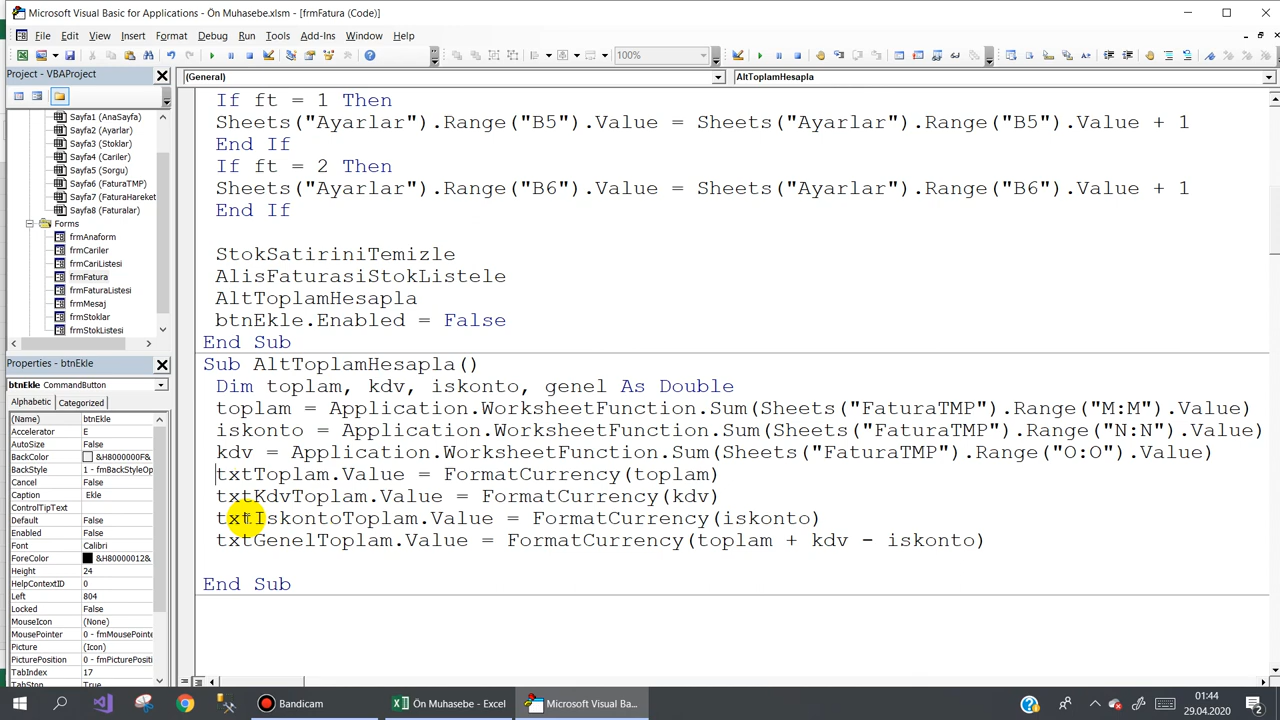 Microsoft Visual Basic for Applications - Ön Muhasebe.xlsm - [frmFatura (Code)]
File Edit View Insert Format Debug Run Tools Add-Ins Window Help
100%
Project - VBAProject
(General)
AltToplamHesapla
Sayfa1 (AnaSayfa)
Sayfa2 (Ayarlar)
Sayfa3 (Stoklar)
Sayfa4 (Cariler)
Sayfa5 (Sorgu)
Sayfa6 (FaturaTMP)
Sayfa7 (FaturaHareket
Sayfa8 (Faturalar)
Forms
frmAnaform
frmCariler
frmCariListesi
frmFatura
frmFaturaListesi
frmMesaj
frmStoklar
frmStokListesi
Properties - btnEkle
btnEkle CommandButton
Alphabetic Categorized
(Name) btnEkle
Accelerator E
AutoSize False
BackColor &H8000000F&
BackStyle 1 - fmBackStyleOp
Cancel False
Caption Ekle
ControlTipText
Default False
Enabled False
Font Calibri
ForeColor &H80000012&
Height 24
HelpContextID 0
Left 804
Locked False
MouseIcon (None)
MousePointer 0 - fmMousePointe
Picture (Icon)
PicturePosition 0 - fmPicturePositi
TabIndex 17
TabStop True
If ft = 1 Then
Sheets("Ayarlar").Range("B5").Value = Sheets("Ayarlar").Range("B5").Value + 1
End If
If ft = 2 Then
Sheets("Ayarlar").Range("B6").Value = Sheets("Ayarlar").Range("B6").Value + 1
End If
StokSatiriniTemizle
AlisFaturasiStokListele
AltToplamHesapla
btnEkle.Enabled = False
End Sub
Sub AltToplamHesapla()
Dim toplam, kdv, iskonto, genel As Double
toplam = Application.WorksheetFunction.Sum(Sheets("FaturaTMP").Range("M:M").Value)
iskonto = Application.WorksheetFunction.Sum(Sheets("FaturaTMP").Range("N:N").Value)
kdv = Application.WorksheetFunction.Sum(Sheets("FaturaTMP").Range("O:O").Value)
txtToplam.Value = FormatCurrency(toplam)
txtKdvToplam.Value = FormatCurrency(kdv)
txtIskontoToplam.Value = FormatCurrency(iskonto)
txtGenelToplam.Value = FormatCurrency(toplam + kdv - iskonto)
End Sub
Bandicam
Ön Muhasebe - Excel
Microsoft Visual Ba...
01:44
29.04.2020
2